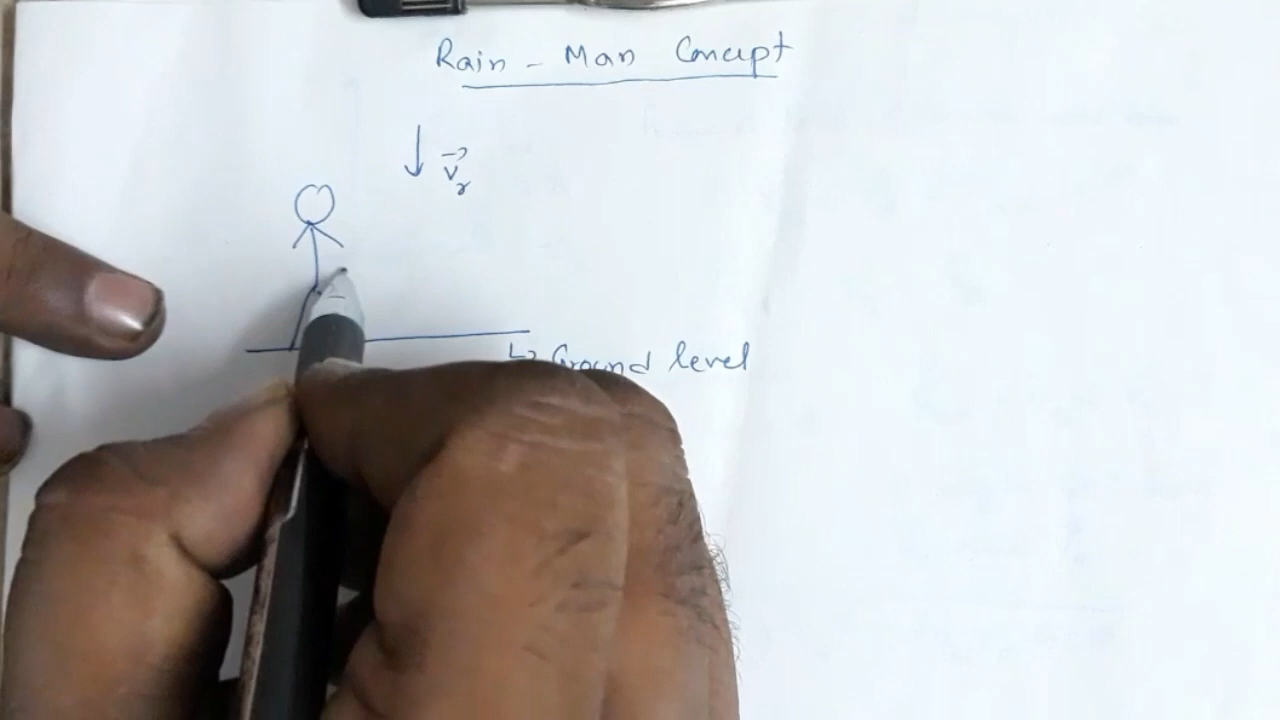 Rain - Man Concept
↓ v⃗r
↳ Ground level